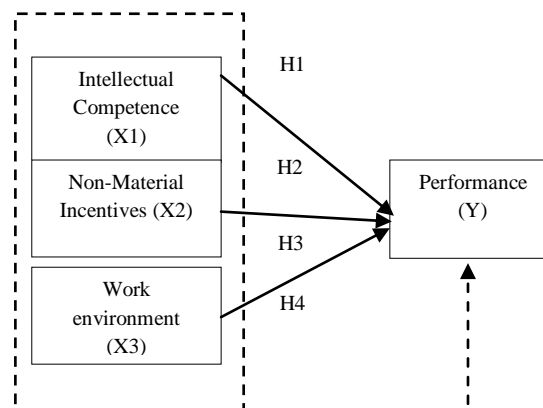 Intellectual
Competence
(X1)
Non-Material
Incentives (X2)
Work
environment
(X3)
H1
H2
H3
H4
Performance
(Y)